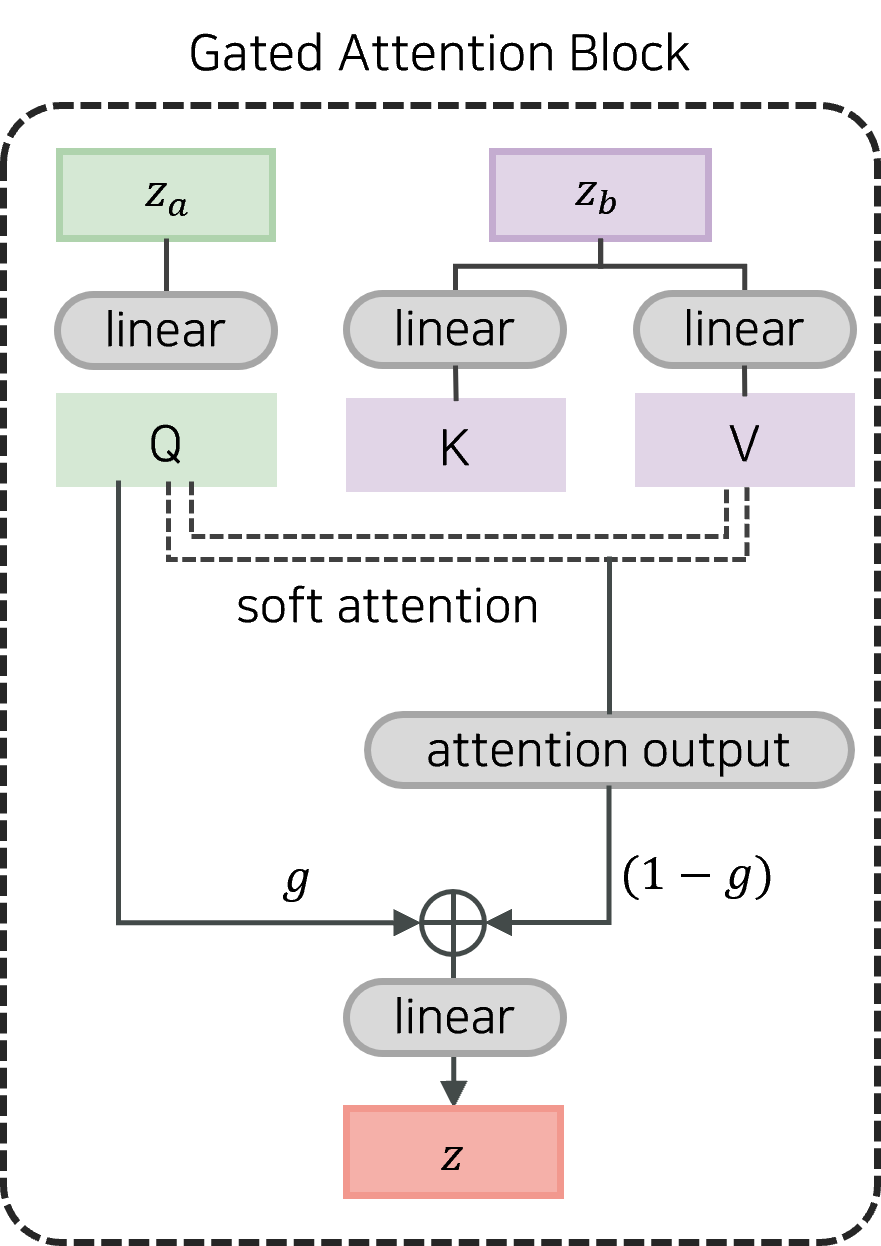 Gated Attention Block
z_a
z_b
linear
linear
linear
Q
K
V
soft attention
attention output
g
(1 − g)
linear
z